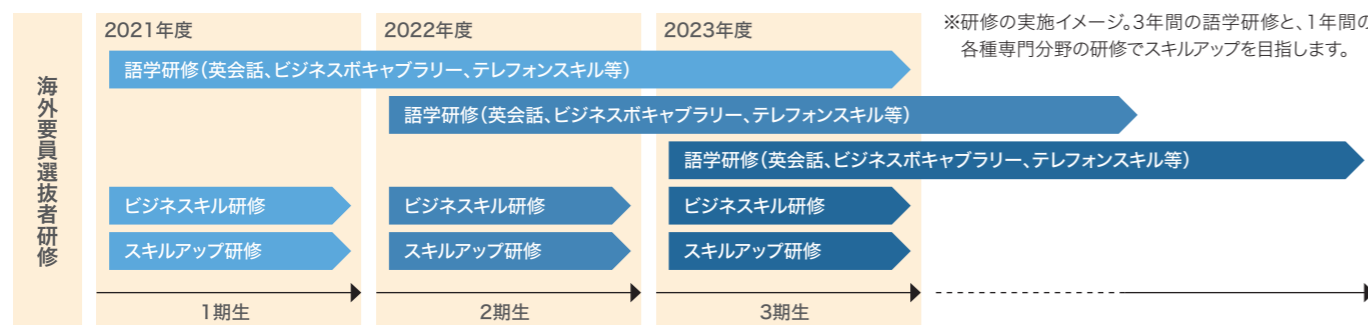 海外要員選抜者研修
2021年度
2022年度
2023年度
※研修の実施イメージ。3年間の語学研修と、1年間の
各種専門分野の研修でスキルアップを目指します。
語学研修(英会話、ビジネスボキャブラリー、テレフォンスキル等)
語学研修(英会話、ビジネスボキャブラリー、テレフォンスキル等)
語学研修(英会話、ビジネスボキャブラリー、テレフォンスキル等)
ビジネスキル研修
ビジネスキル研修
ビジネスキル研修
スキルアップ研修
スキルアップ研修
スキルアップ研修
1期生
2期生
3期生